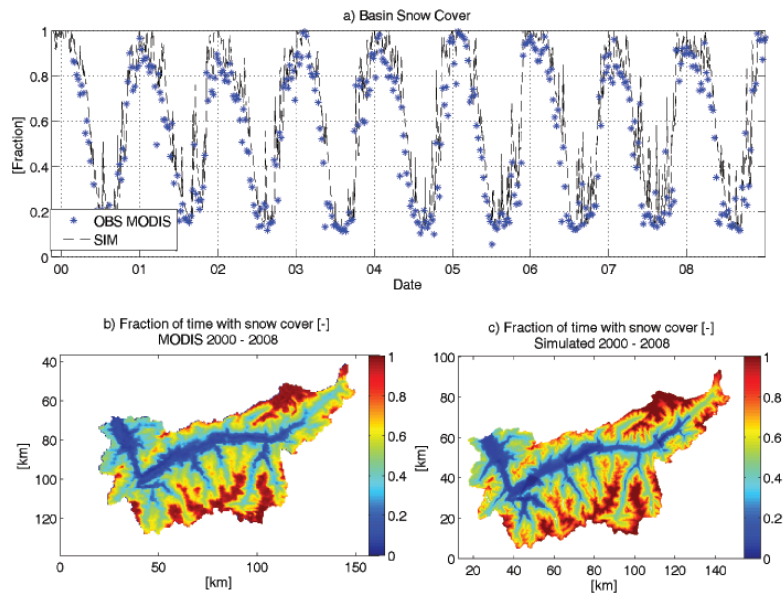 a) Basin Snow Cover
1
0.8
0.6
0.4
0.2
0
[Fraction]
OBS MODIS
SIM
00 01 02 03 04 05 06 07 08
Date
b) Fraction of time with snow cover [-]
MODIS 2000 - 2008
40
60
80
100
120
[km]
0 50 100 150
[km]
1
0.8
0.6
0.4
0.2
0
c) Fraction of time with snow cover [-]
Simulated 2000 - 2008
100
80
60
40
20
0
[km]
20 40 60 80 100 120 140
[km]
1
0.8
0.6
0.4
0.2
0